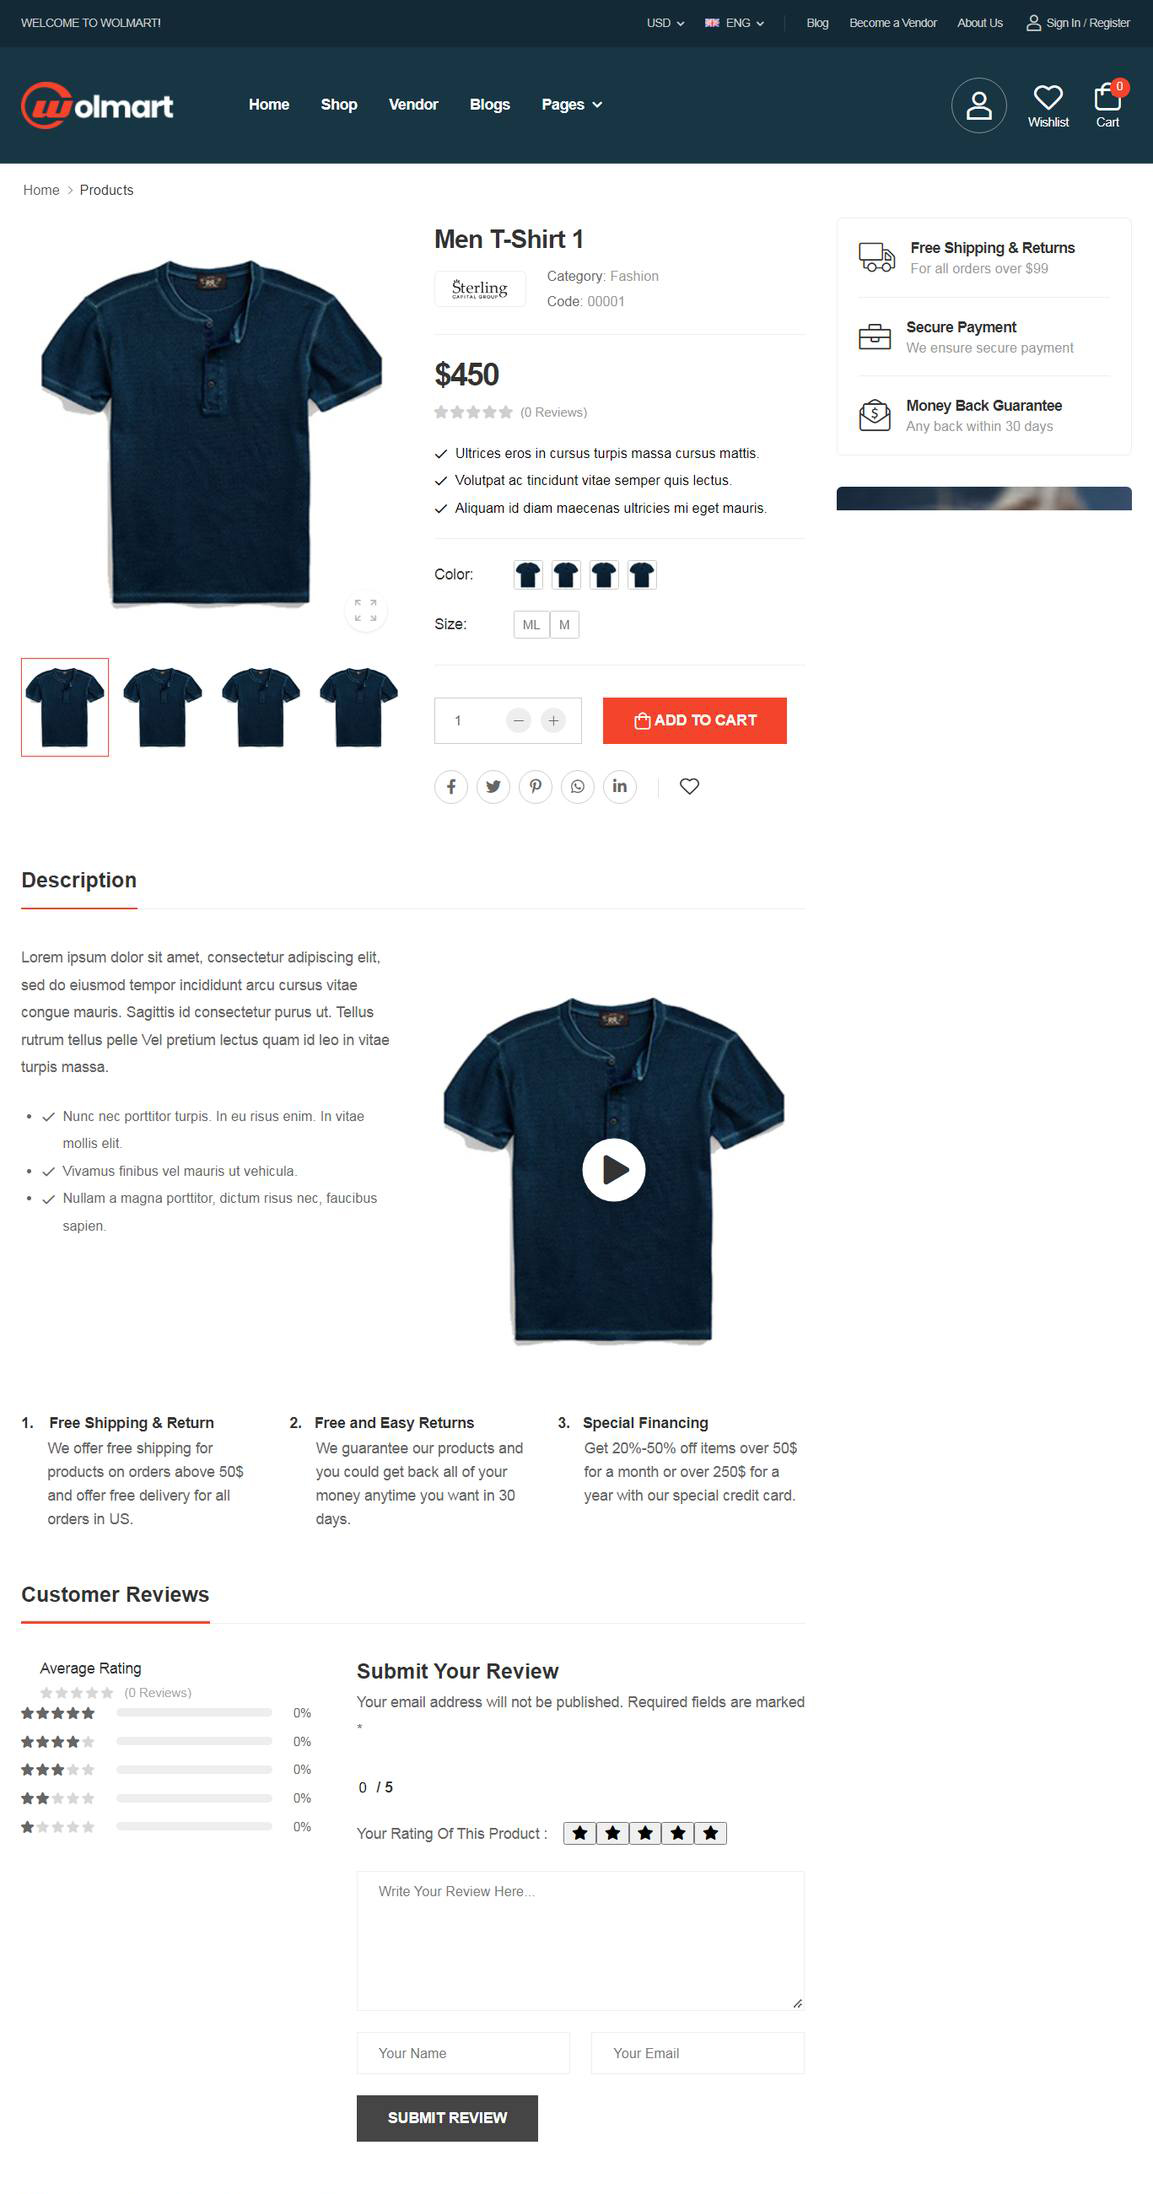 WELCOME TO WOLMART!
USD ENG Blog Become a Vendor About Us Sign In / Register
Wolmart
Home Shop Vendor Blogs Pages
0
Wishlist Cart
Home > Products
Men T-Shirt 1
Sterling
CAPITAL GROUP
Category: Fashion
Code: 00001
$450
(0 Reviews)
Ultrices eros in cursus turpis massa cursus mattis.
Volutpat ac tincidunt vitae semper quis lectus.
Aliquam id diam maecenas ultricies mi eget mauris.
Color:
Size: ML M
1 − + ADD TO CART
Free Shipping & Returns
For all orders over $99
Secure Payment
We ensure secure payment
Money Back Guarantee
Any back within 30 days
Description
Lorem ipsum dolor sit amet, consectetur adipiscing elit,
sed do eiusmod tempor incididunt arcu cursus vitae
congue mauris. Sagittis id consectetur purus ut. Tellus
rutrum tellus pelle Vel pretium lectus quam id leo in vitae
turpis massa.
• Nunc nec porttitor turpis. In eu risus enim. In vitae
mollis elit.
• Vivamus finibus vel mauris ut vehicula.
• Nullam a magna porttitor, dictum risus nec, faucibus
sapien.
1. Free Shipping & Return
We offer free shipping for
products on orders above 50$
and offer free delivery for all
orders in US.
2. Free and Easy Returns
We guarantee our products and
you could get back all of your
money anytime you want in 30
days.
3. Special Financing
Get 20%-50% off items over 50$
for a month or over 250$ for a
year with our special credit card.
Customer Reviews
Average Rating
(0 Reviews)
0%
0%
0%
0%
0%
Submit Your Review
Your email address will not be published. Required fields are marked
*
0 / 5
Your Rating Of This Product :
Write Your Review Here...
Your Name
Your Email
SUBMIT REVIEW